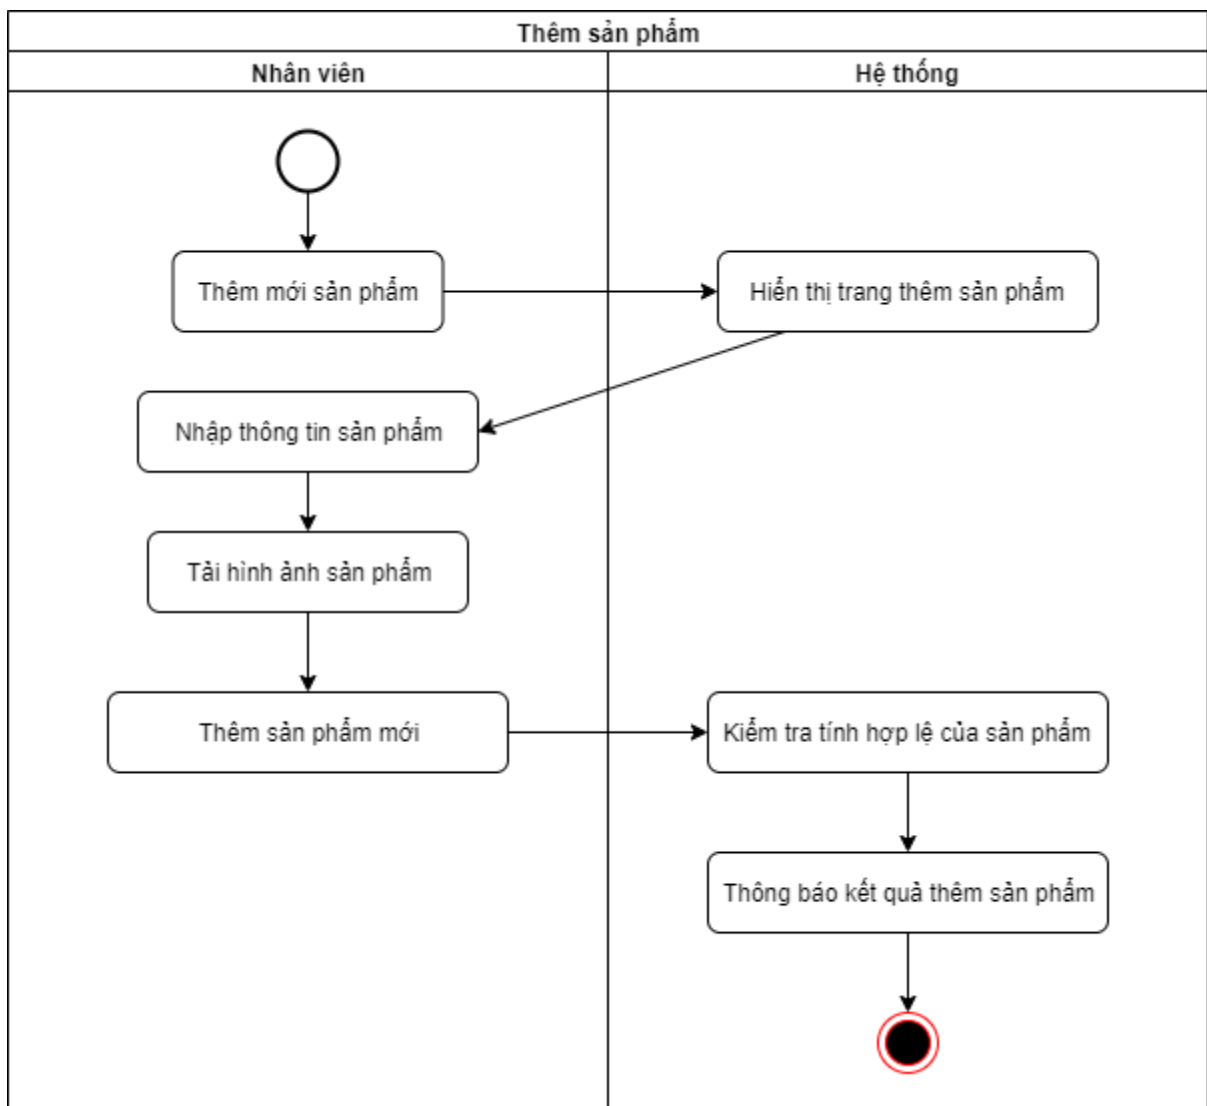 Thêm sản phẩm
Nhân viên
Hệ thống
Thêm mới sản phẩm
Hiển thị trang thêm sản phẩm
Nhập thông tin sản phẩm
Tải hình ảnh sản phẩm
Thêm sản phẩm mới
Kiểm tra tính hợp lệ của sản phẩm
Thông báo kết quả thêm sản phẩm